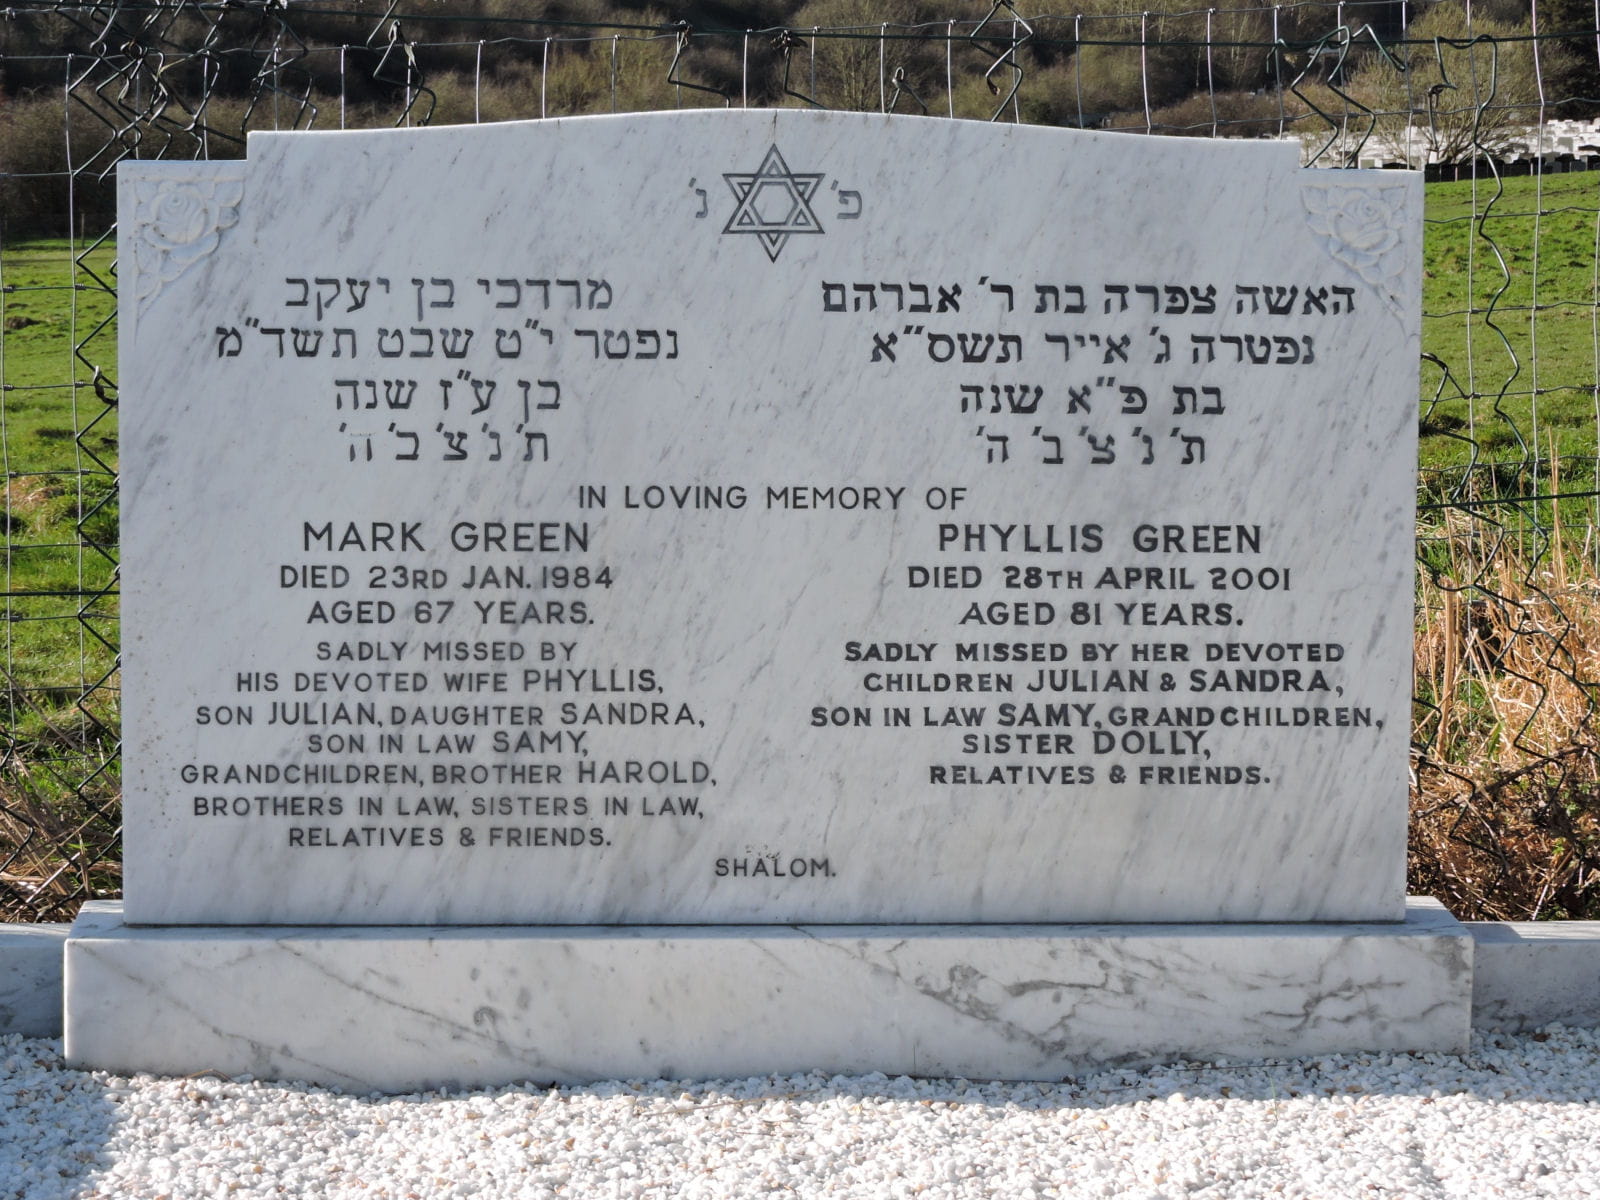 פ' נ'
מרדכי בן יעקב
נפטר י"ט שבט תשד"מ
בן ע"ז שנה
ת' נ' צ' ב' ה'
האשה צפרה בת ר' אברהם
נפטרה ג' אייר תשס"א
בת פ"א שנה
ת' נ' צ' ב' ה'
IN LOVING MEMORY OF
MARK GREEN
DIED 23RD JAN. 1984
AGED 67 YEARS.
SADLY MISSED BY
HIS DEVOTED WIFE PHYLLIS,
SON JULIAN, DAUGHTER SANDRA,
SON IN LAW SAMY,
GRANDCHILDREN, BROTHER HAROLD,
BROTHERS IN LAW, SISTERS IN LAW,
RELATIVES & FRIENDS.
PHYLLIS GREEN
DIED 28TH APRIL 2001
AGED 81 YEARS.
SADLY MISSED BY HER DEVOTED
CHILDREN JULIAN & SANDRA,
SON IN LAW SAMY, GRANDCHILDREN,
SISTER DOLLY,
RELATIVES & FRIENDS.
SHALOM.